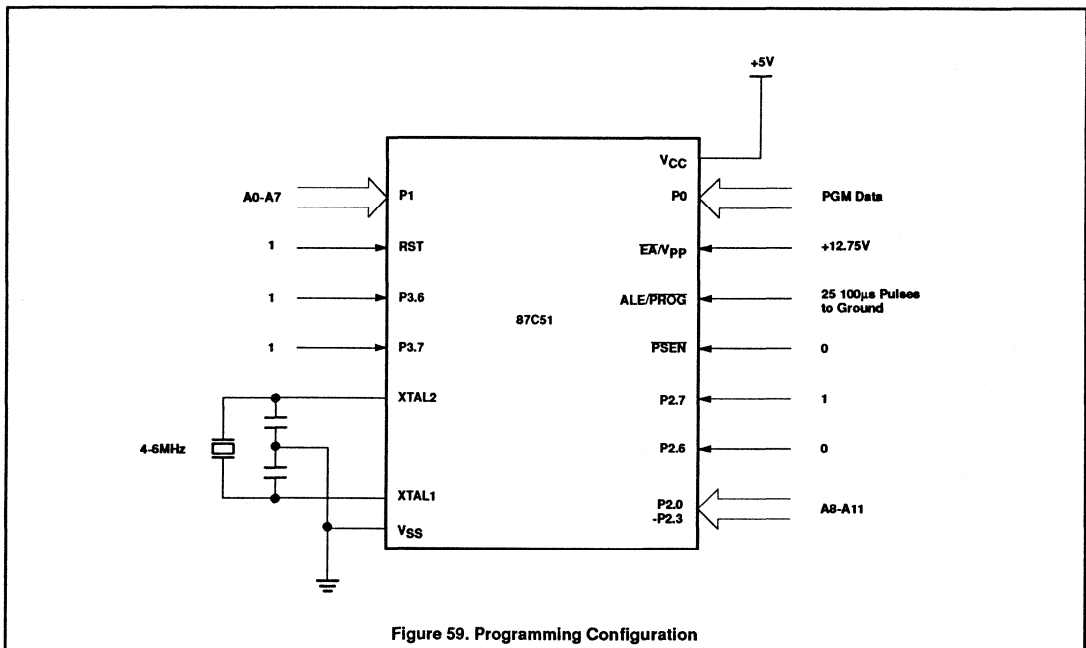 +5V
VCC
A0-A7
P1
P0
PGM Data
1
RST
EA/VPP
+12.75V
1
P3.6
ALE/PROG
25 100µs Pulses
to Ground
87C51
1
P3.7
PSEN
0
XTAL2
P2.7
1
4-6MHz
P2.6
0
XTAL1
P2.0
-P2.3
A8-A11
VSS
Figure 59. Programming Configuration